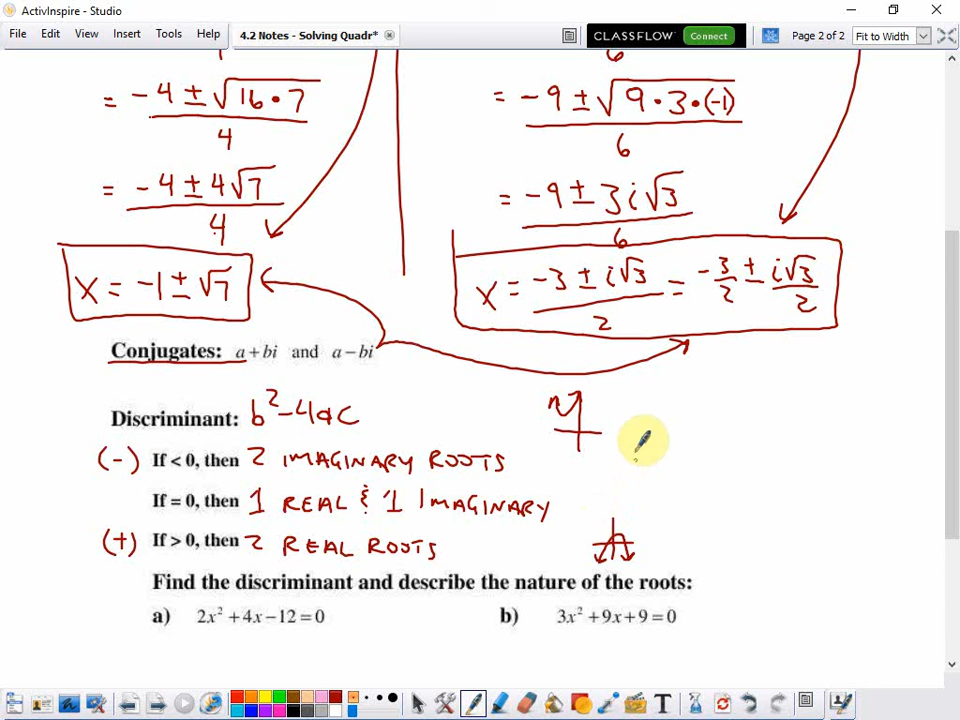 ActivInspire - Studio
File Edit View Insert Tools Help 4.2 Notes - Solving Quadr* CLASSFLOW Connect Page 2 of 2 Fit to Width
= -4 ± √16·7 / 4
= -4 ± 4√7 / 4
X = -1 ± √7
6
= -9 ± √9·3·(-1) / 6
= -9 ± 3i√3 / 6
X = -3 ± i√3 / 2 = -3/2 ± i√3/2
Conjugates: a + bi and a − bi
Discriminant: b² - 4ac
(-) If < 0, then 2 IMAGINARY ROOTS
If = 0, then 1 REAL & 1 IMAGINARY
(+) If > 0, then 2 REAL ROOTS
Find the discriminant and describe the nature of the roots:
a) 2x² + 4x − 12 = 0 b) 3x² + 9x + 9 = 0